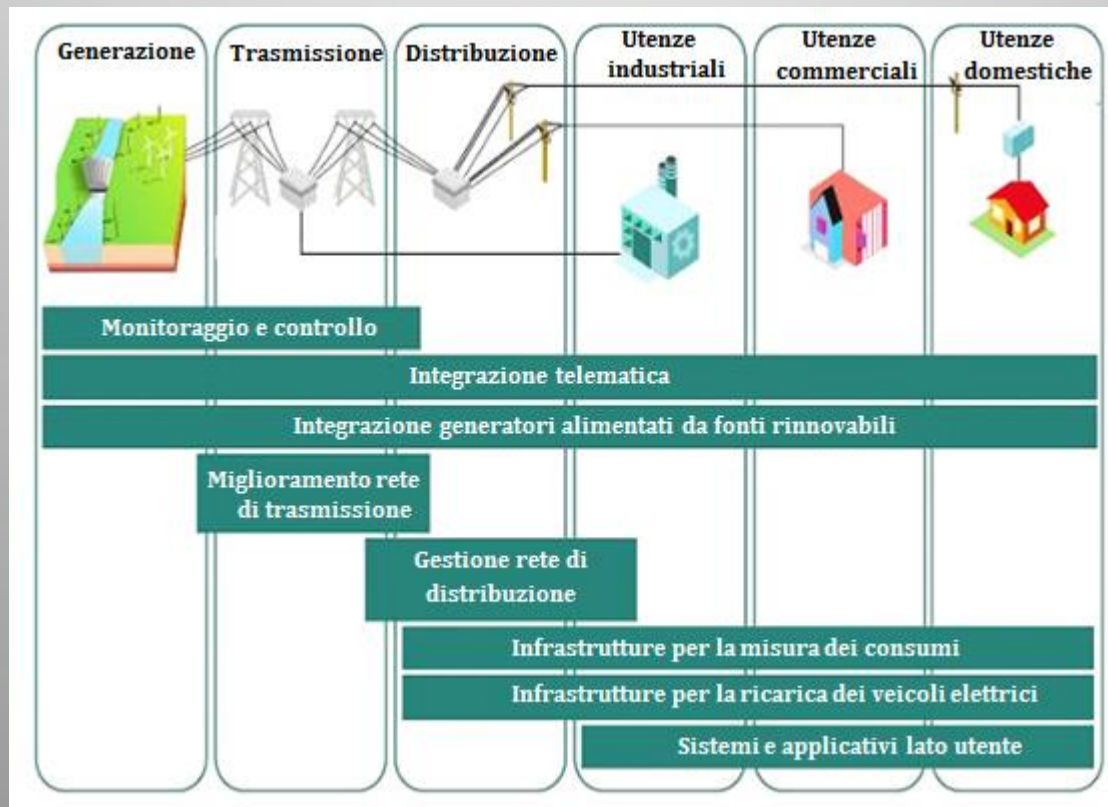 Generazione
Trasmissione
Distribuzione
Utenze
industriali
Utenze
commerciali
Utenze
domestiche
Monitoraggio e controllo
Integrazione telematica
Integrazione generatori alimentati da fonti rinnovabili
Miglioramento rete
di trasmissione
Gestione rete di
distribuzione
Infrastrutture per la misura dei consumi
Infrastrutture per la ricarica dei veicoli elettrici
Sistemi e applicativi lato utente